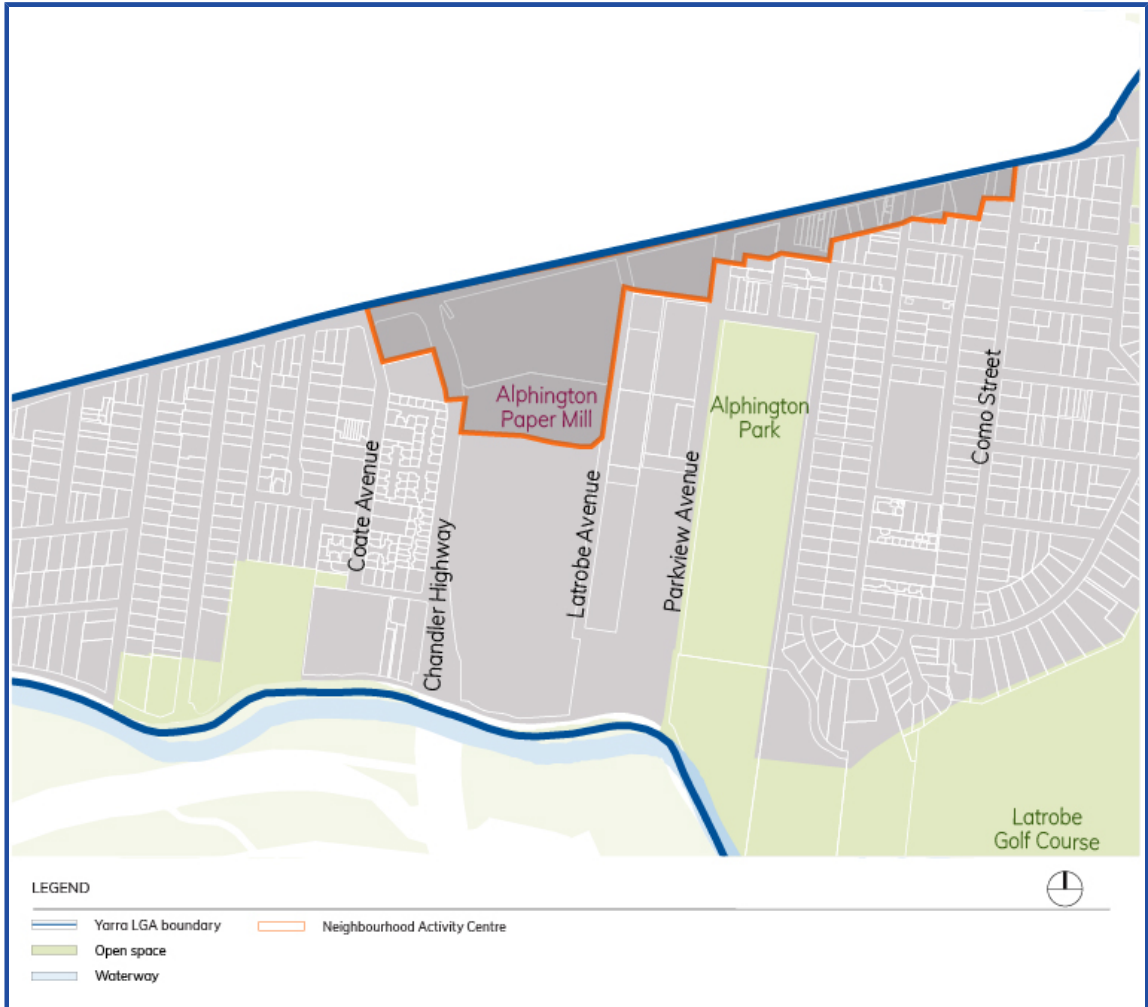 Alphington
Paper Mill
Alphington
Park
Como Street
Coate Avenue
Chandler Highway
Latrobe Avenue
Parkview Avenue
Latrobe
Golf Course
LEGEND
Yarra LGA boundary
Neighbourhood Activity Centre
Open space
Waterway